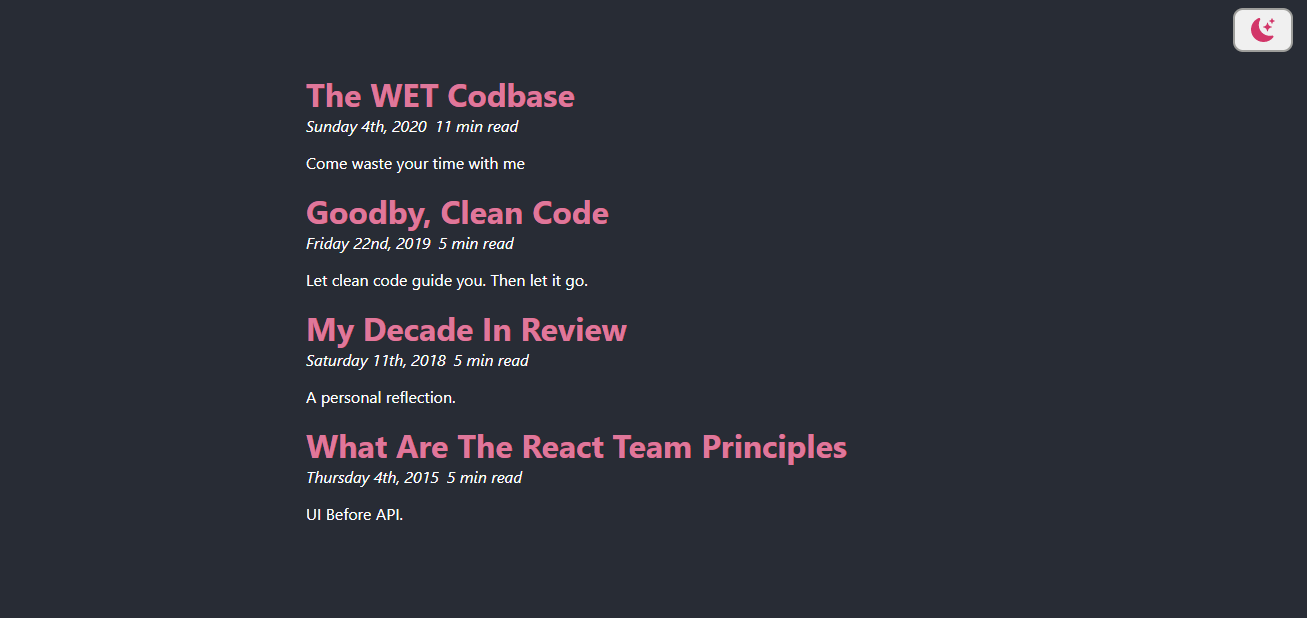 The WET Codbase
Sunday 4th, 2020 11 min read
Come waste your time with me
Goodby, Clean Code
Friday 22nd, 2019 5 min read
Let clean code guide you. Then let it go.
My Decade In Review
Saturday 11th, 2018 5 min read
A personal reflection.
What Are The React Team Principles
Thursday 4th, 2015 5 min read
UI Before API.